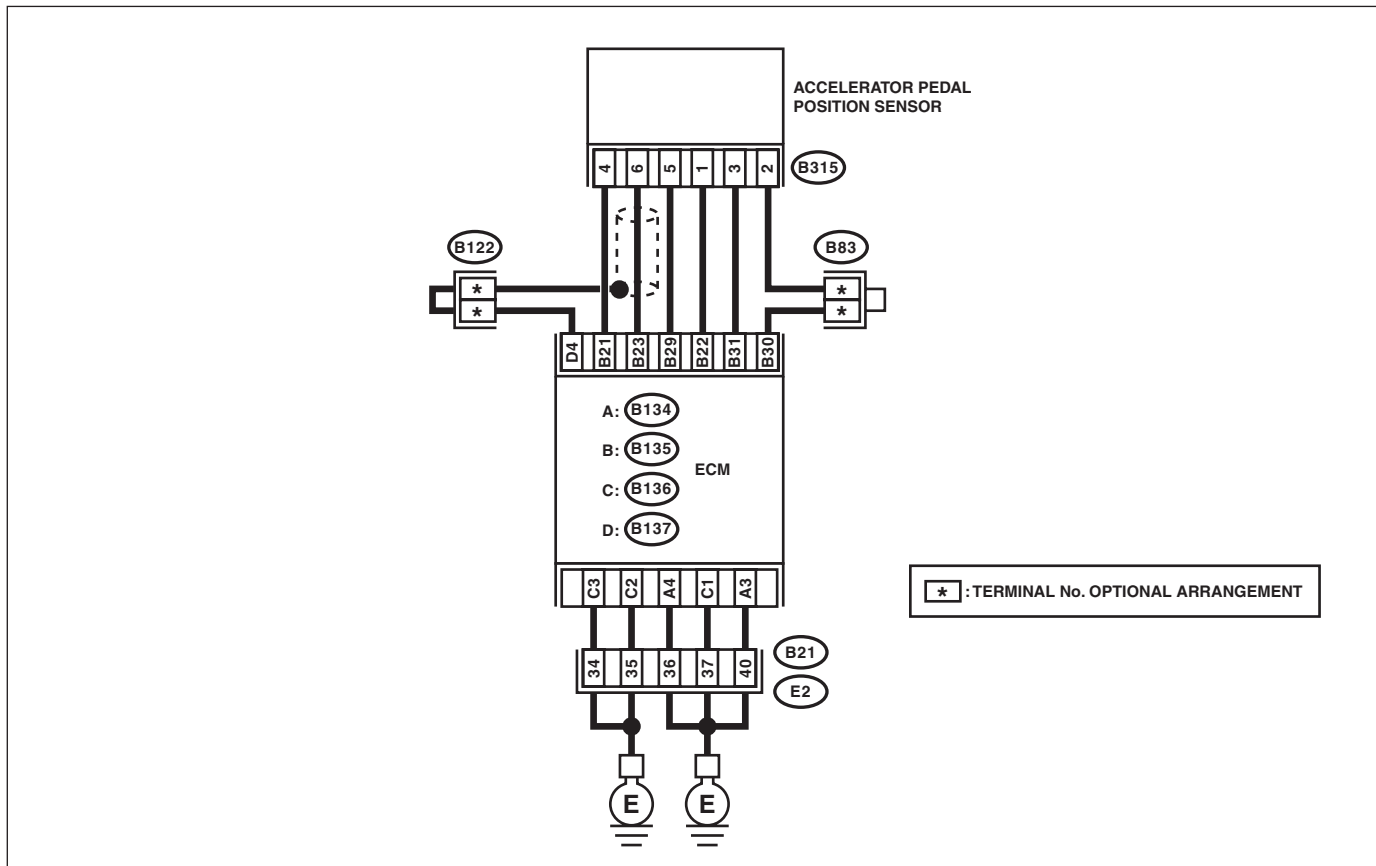 ACCELERATOR PEDAL
POSITION SENSOR
4 6 5 1 3 2
B315
B122
B83
*
*
*
*
D4 B21 B23 B29 B22 B31 B30
A: B134
B: B135
ECM
C: B136
D: B137
C3 C2 A4 C1 A3
* : TERMINAL No. OPTIONAL ARRANGEMENT
34 35 36 37 40
B21
E2
E E